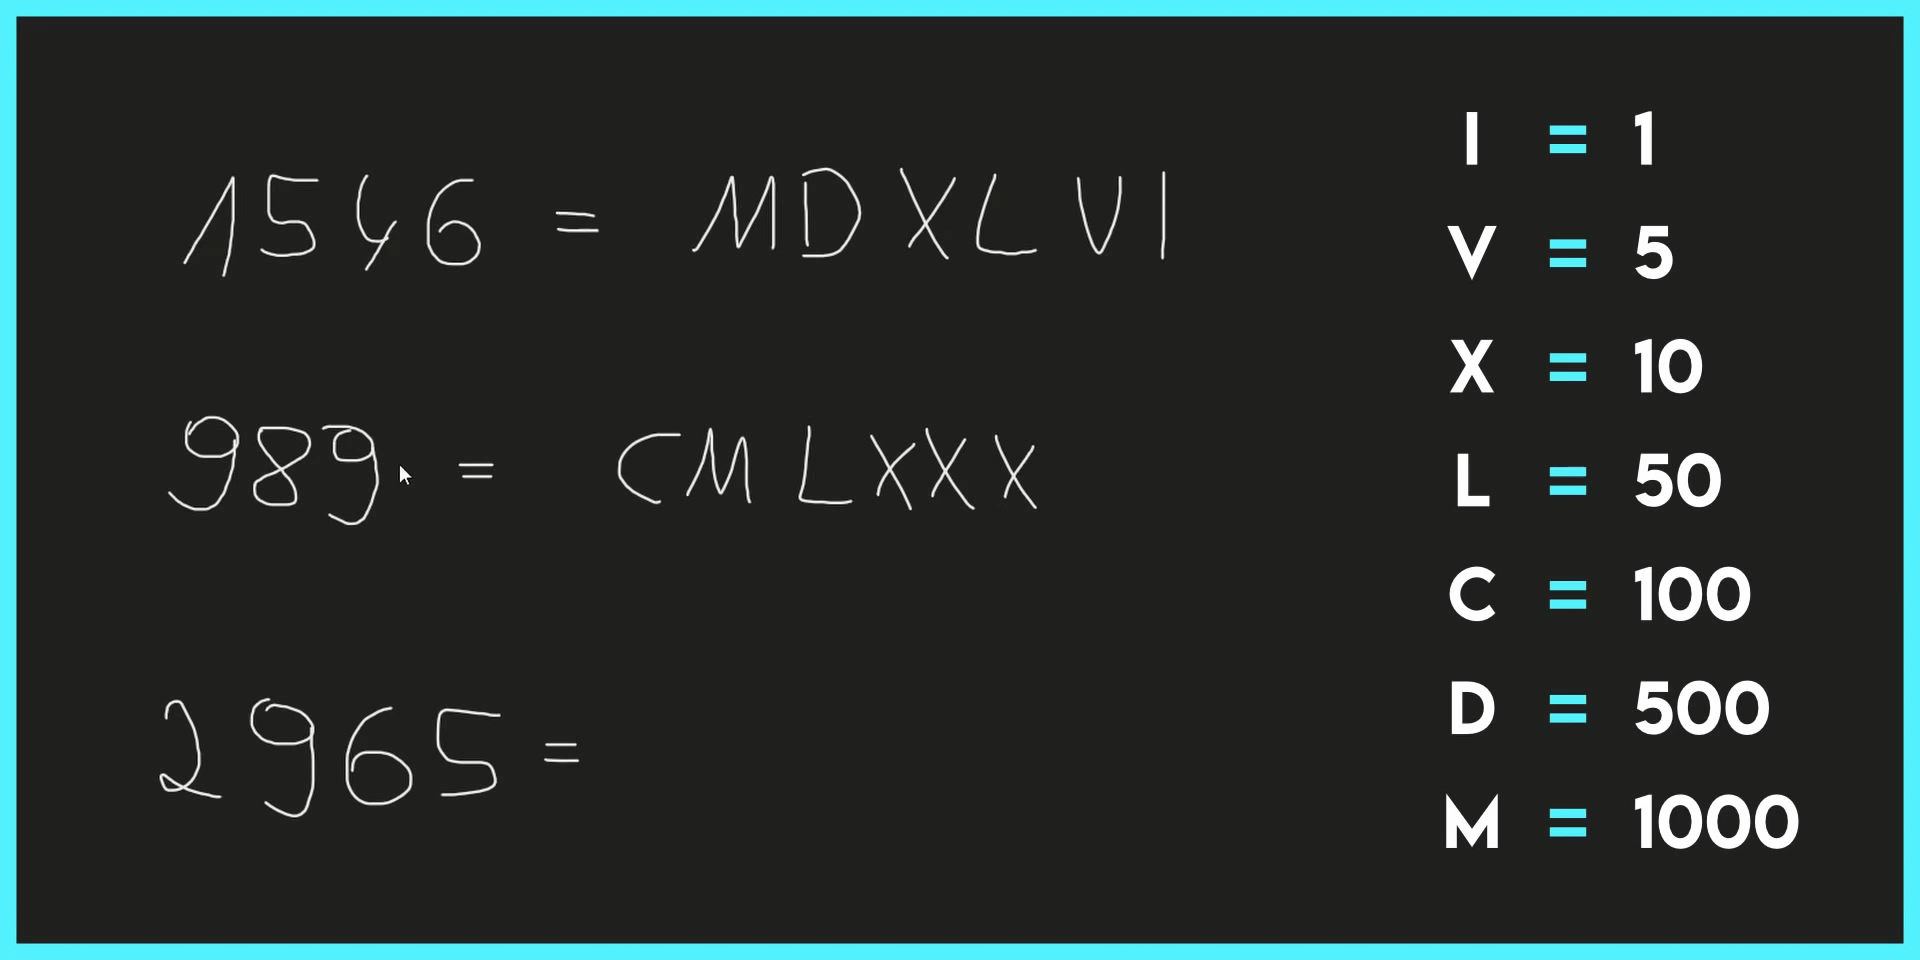 1546 = MDXLVI
989 = CMLXXX
2965 =
I = 1
V = 5
X = 10
L = 50
C = 100
D = 500
M = 1000